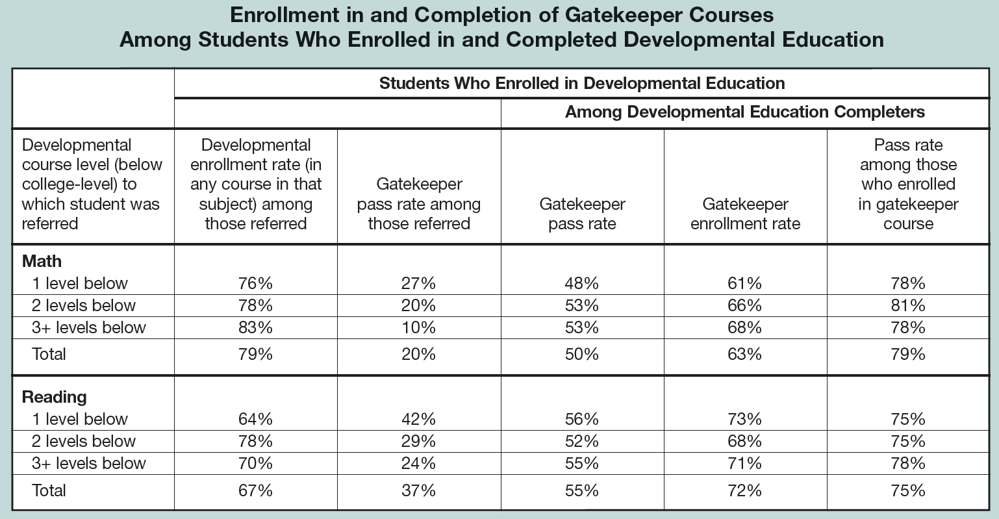 Enrollment in and Completion of Gatekeeper Courses
Among Students Who Enrolled in and Completed Developmental Education
Students Who Enrolled in Developmental Education
Among Developmental Education Completers
Developmental
course level (below
college-level) to
which student was
referred
Developmental
enrollment rate (in
any course in that
subject) among
those referred
Gatekeeper
pass rate among
those referred
Gatekeeper
pass rate
Gatekeeper
enrollment rate
Pass rate
among those
who enrolled
in gatekeeper
course
Math
1 level below 76% 27% 48% 61% 78%
2 levels below 78% 20% 53% 66% 81%
3+ levels below 83% 10% 53% 68% 78%
Total 79% 20% 50% 63% 79%
Reading
1 level below 64% 42% 56% 73% 75%
2 levels below 78% 29% 52% 68% 75%
3+ levels below 70% 24% 55% 71% 78%
Total 67% 37% 55% 72% 75%